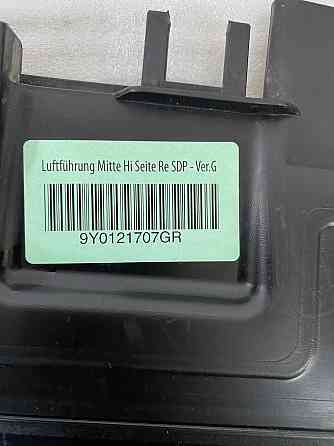 Luftführung Mitte Hi Seite Re SDP - Ver.G
9Y0121707GR